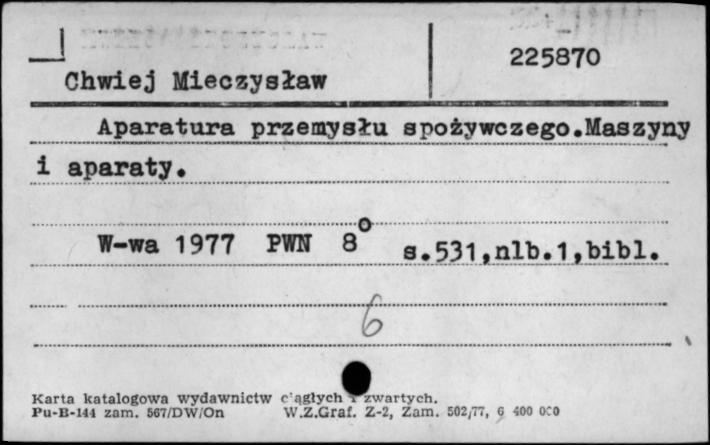 225870
Chwiej Mieczysław
Aparatura przemysłu spożywczego.Maszyny
i aparaty.
W-wa 1977 PWN 8° s.531,nlb.1,bibl.
6
Karta katalogowa wydawnictw ciągłych i zwartych.
Pu-B-144 zam. 567/DW/On W.Z.Graf. Z-2, Zam. 502/77, 6 400 000